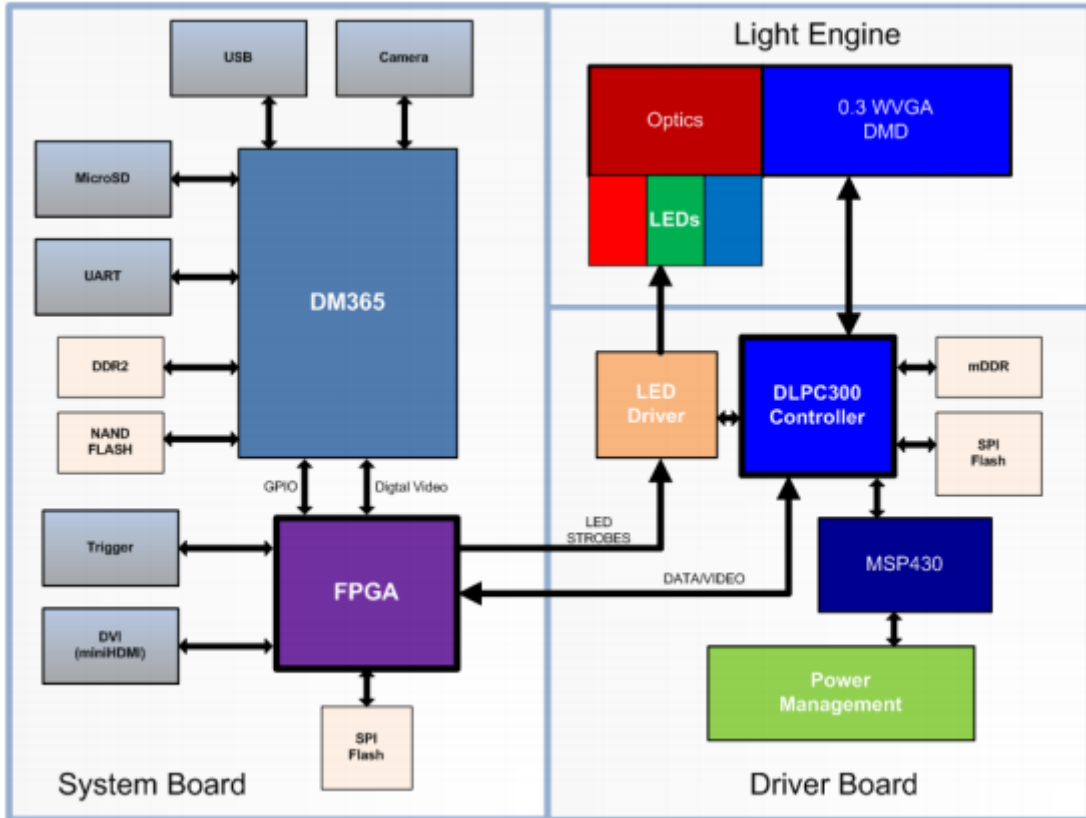 USB
Camera
MicroSD
UART
DDR2
NAND
FLASH
DM365
GPIO
Digtal Video
Trigger
DVI
(miniHDMI)
FPGA
SPI
Flash
System Board
Light Engine
Optics
0.3 WVGA
DMD
LEDs
LED
Driver
DLPC300
Controller
mDDR
SPI
Flash
LED
STROBES
DATA/VIDEO
MSP430
Power
Management
Driver Board